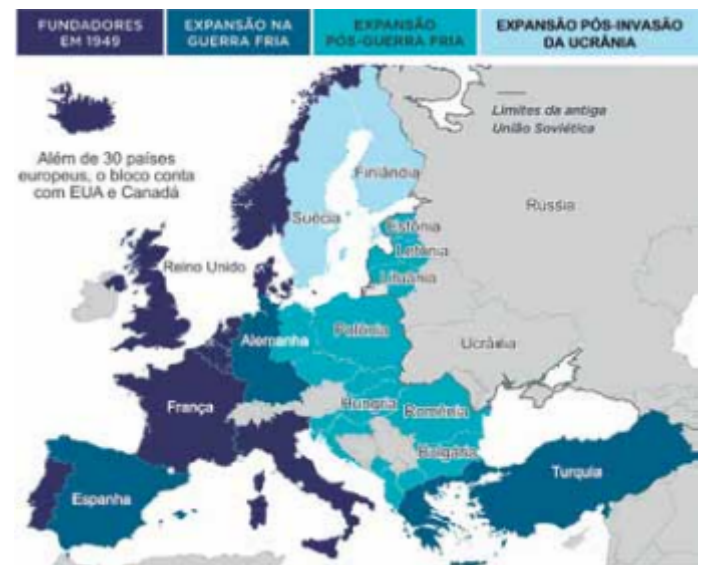 FUNDADORES
EM 1949
EXPANSÃO NA
GUERRA FRIA
EXPANSÃO
PÓS-GUERRA FRIA
EXPANSÃO PÓS-INVASÃO
DA UCRÂNIA
Limites da antiga
União Soviética
Além de 30 países
europeus, o bloco conta
com EUA e Canadá
Finlândia
Suécia
Rússia
Estônia
Letônia
Lituânia
Reino Unido
Alemanha
Polônia
Ucrânia
França
Hungria
Romênia
Bulgária
Turquia
Espanha